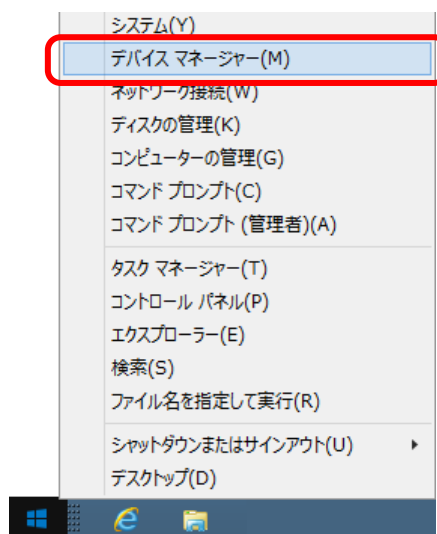 システム(Y)
デバイス マネージャー(M)
ネットワーク接続(W)
ディスクの管理(K)
コンピューターの管理(G)
コマンド プロンプト(C)
コマンド プロンプト (管理者)(A)
タスク マネージャー(T)
コントロール パネル(P)
エクスプローラー(E)
検索(S)
ファイル名を指定して実行(R)
シャットダウンまたはサインアウト(U)
デスクトップ(D)